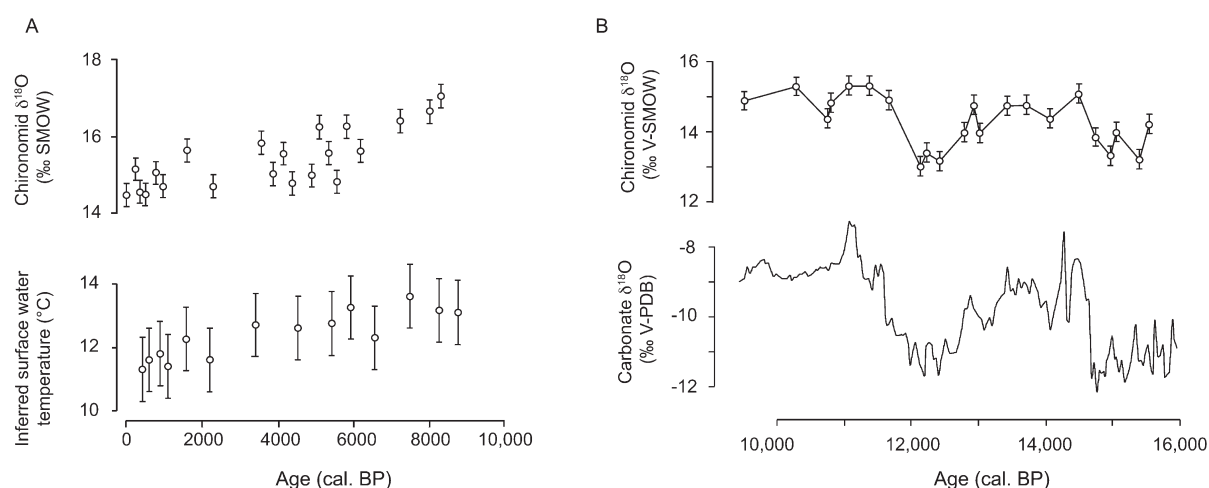 A
Chironomid δ18O
(‰ SMOW)
18
16
14
Inferred surface water
temperature (°C)
14
12
10
0
2000
4000
6000
8000
10,000
Age (cal. BP)
B
Chironomid δ18O
(‰ V-SMOW)
16
14
12
Carbonate δ18O
(‰ V-PDB)
-8
-10
-12
10,000
12,000
14,000
16,000
Age (cal. BP)